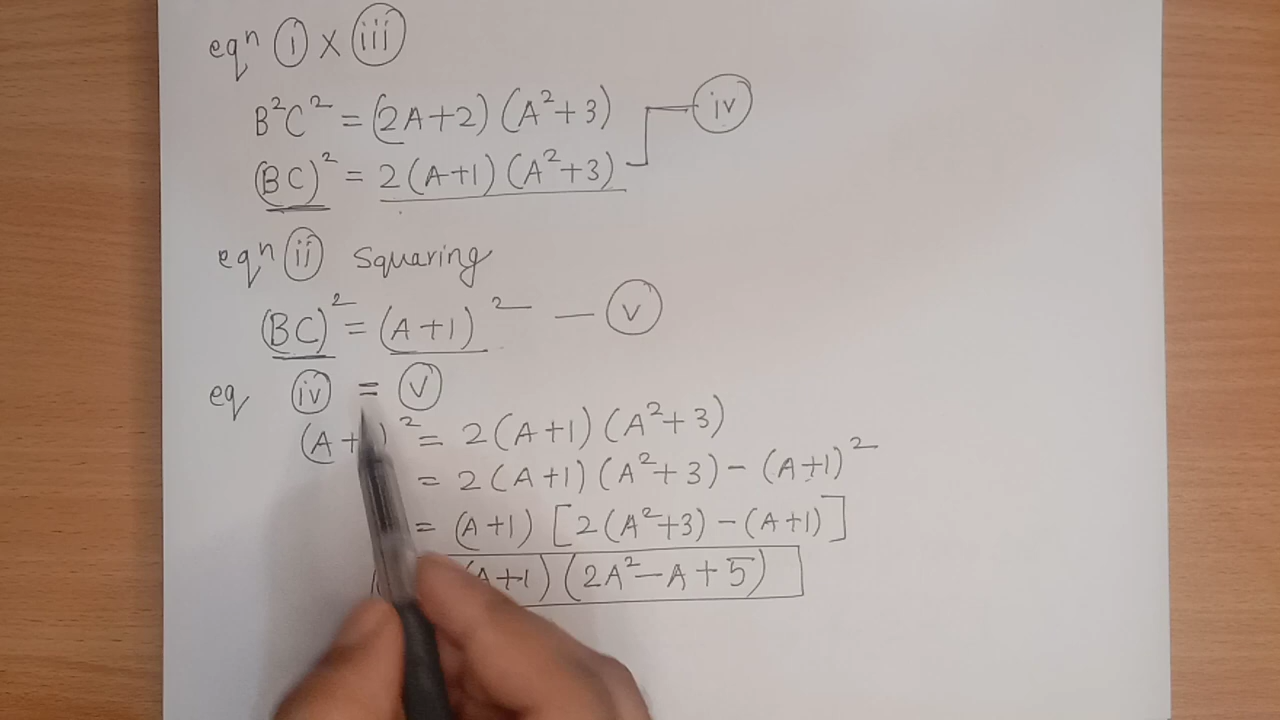 eqⁿ (i) × (iii)
B²C² = (2A+2) (A²+3)
(iv)
(BC)² = 2(A+1) (A²+3)
eqⁿ (ii) Squaring
(BC)² = (A+1)² — (v)
eq (iv) = (v)
(A+ )² = 2(A+1) (A²+3)
= 2(A+1) (A²+3) - (A+1)²
= (A+1) [2(A²+3) - (A+1)]
(A+1) (2A²-A+5)